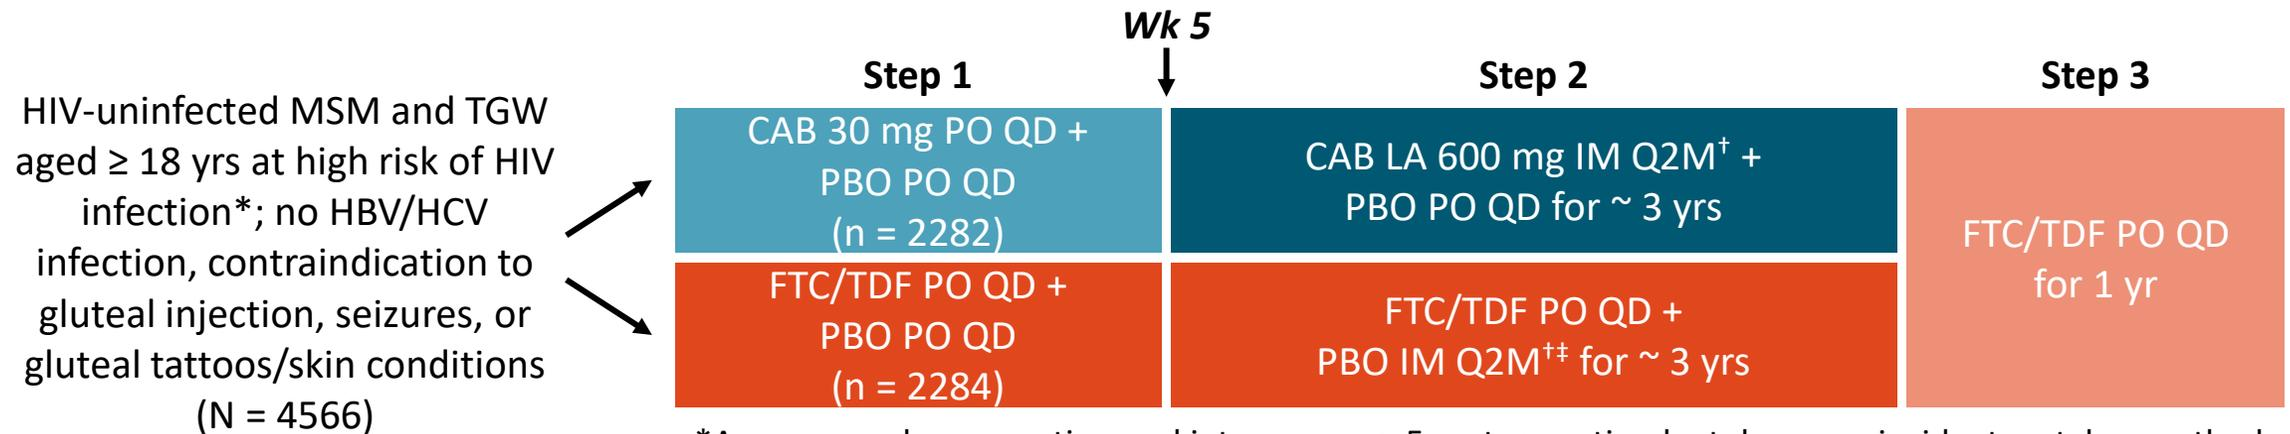 Wk 5
Step 1
Step 2
Step 3
HIV-uninfected MSM and TGW
aged ≥ 18 yrs at high risk of HIV
infection*; no HBV/HCV
infection, contraindication to
gluteal injection, seizures, or
gluteal tattoos/skin conditions
(N = 4566)
CAB 30 mg PO QD +
PBO PO QD
(n = 2282)
CAB LA 600 mg IM Q2M† +
PBO PO QD for ~ 3 yrs
FTC/TDF PO QD +
PBO PO QD
(n = 2284)
FTC/TDF PO QD +
PBO IM Q2M†‡ for ~ 3 yrs
FTC/TDF PO QD
for 1 yr